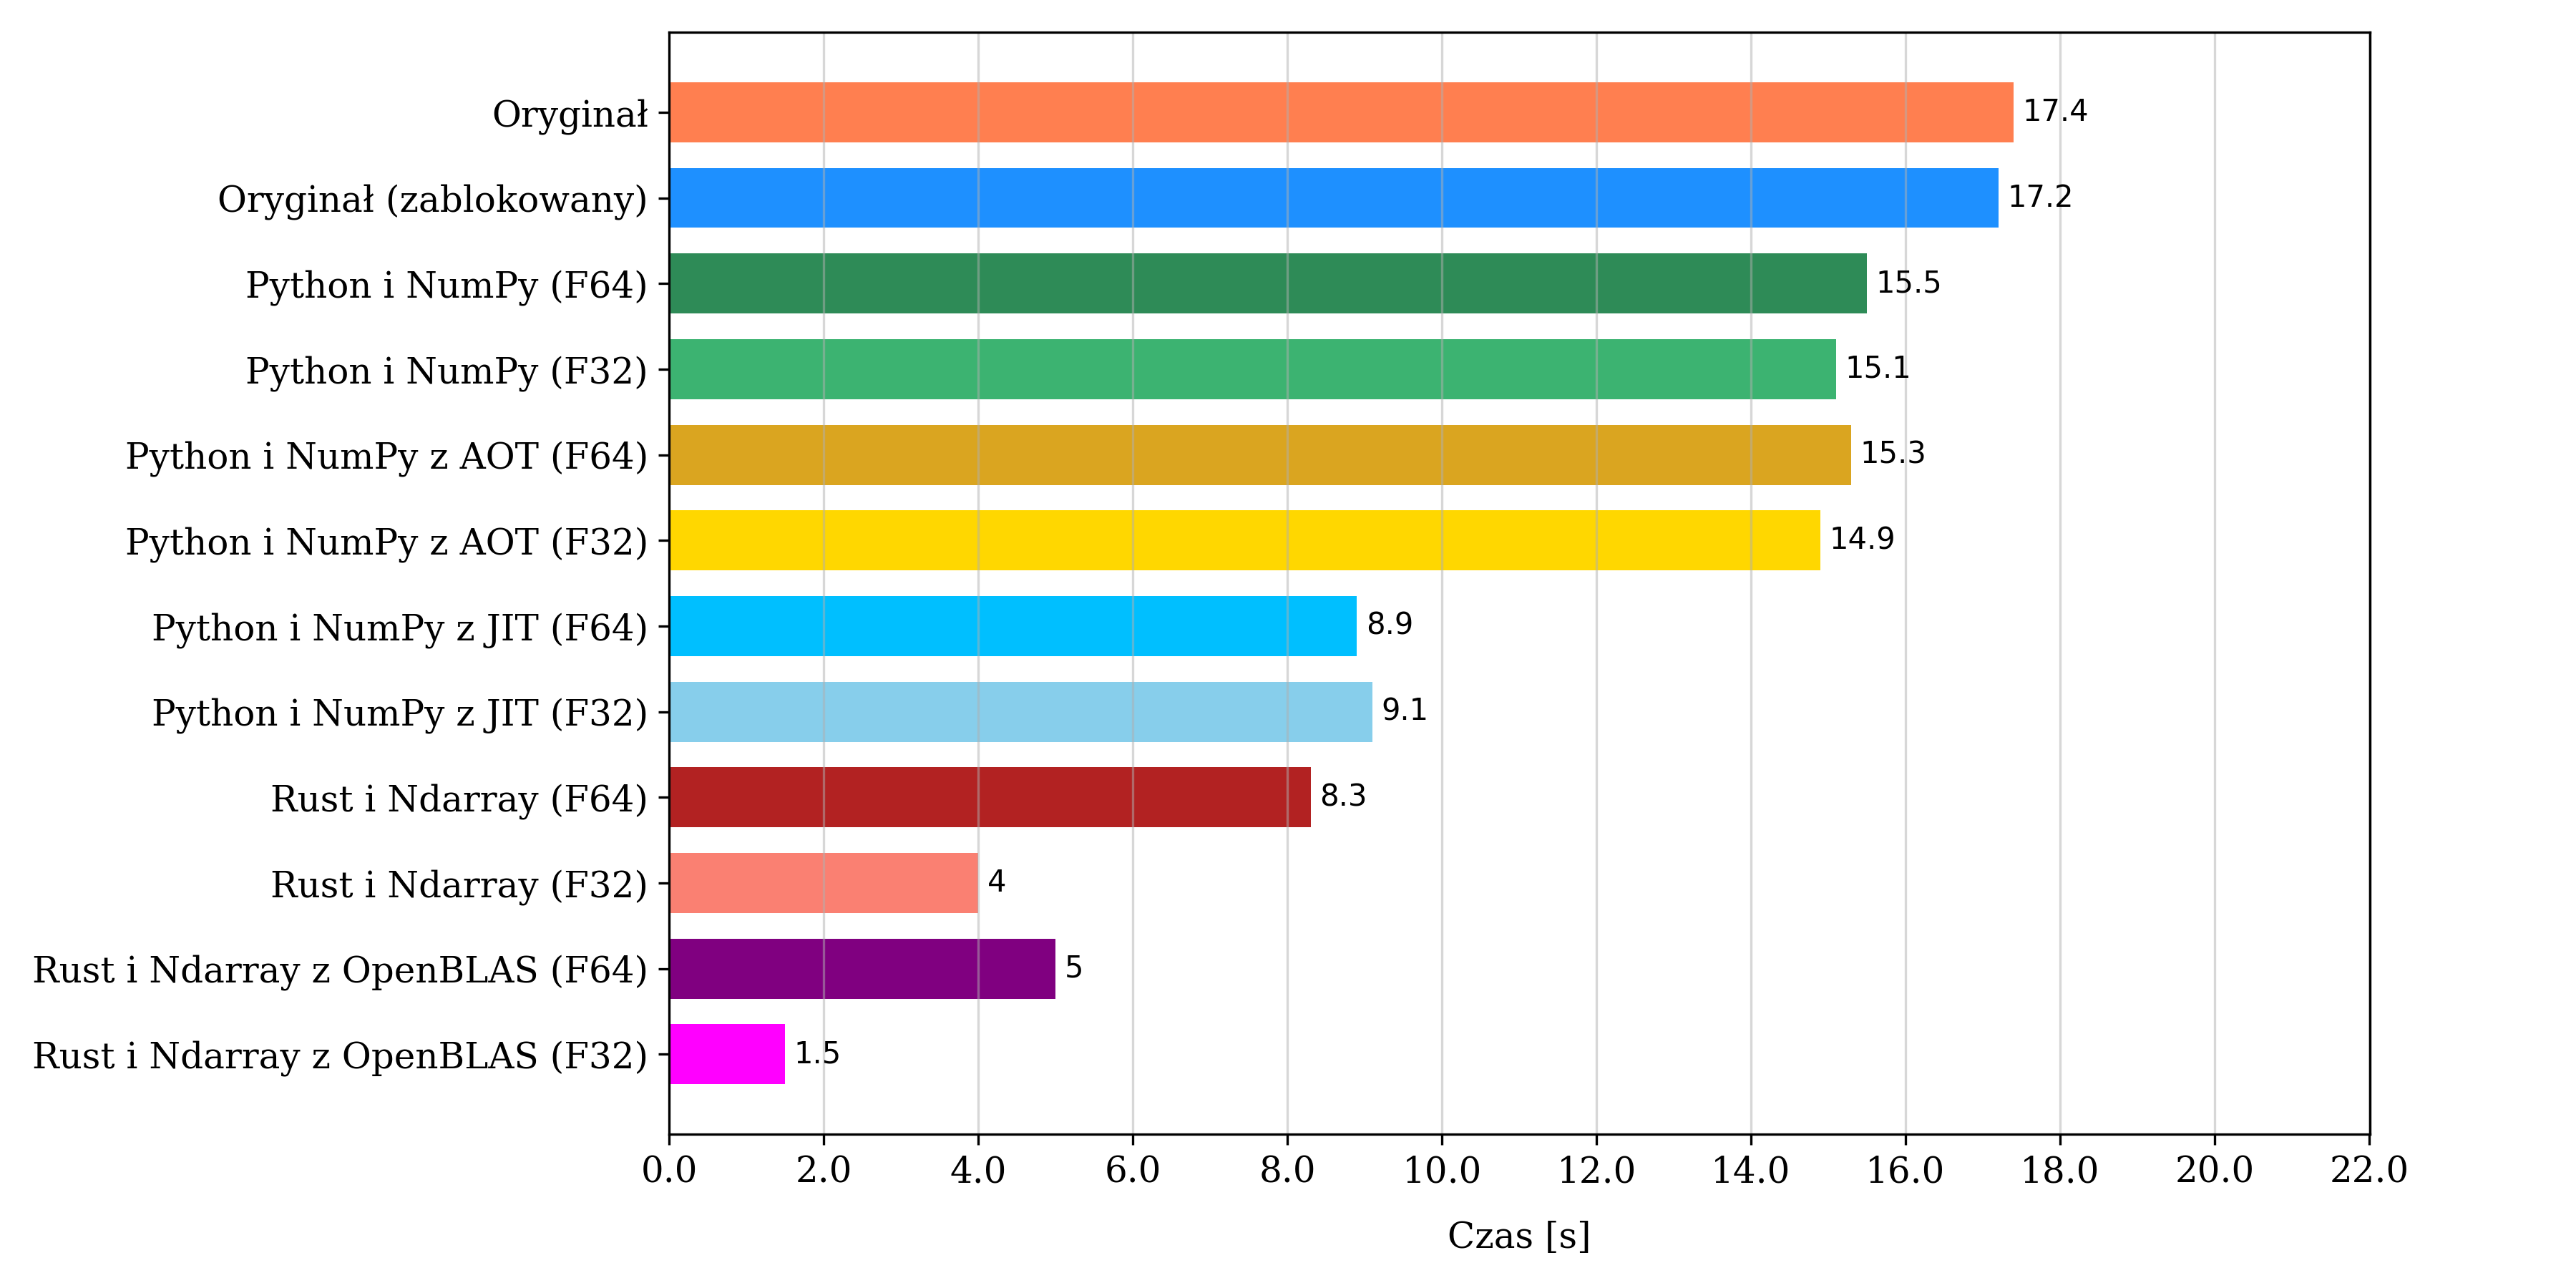 Oryginał 17.4
Oryginał (zablokowany) 17.2
Python i NumPy (F64) 15.5
Python i NumPy (F32) 15.1
Python i NumPy z AOT (F64) 15.3
Python i NumPy z AOT (F32) 14.9
Python i NumPy z JIT (F64) 8.9
Python i NumPy z JIT (F32) 9.1
Rust i Ndarray (F64) 8.3
Rust i Ndarray (F32) 4
Rust i Ndarray z OpenBLAS (F64) 5
Rust i Ndarray z OpenBLAS (F32) 1.5
0.0 2.0 4.0 6.0 8.0 10.0 12.0 14.0 16.0 18.0 20.0 22.0
Czas [s]